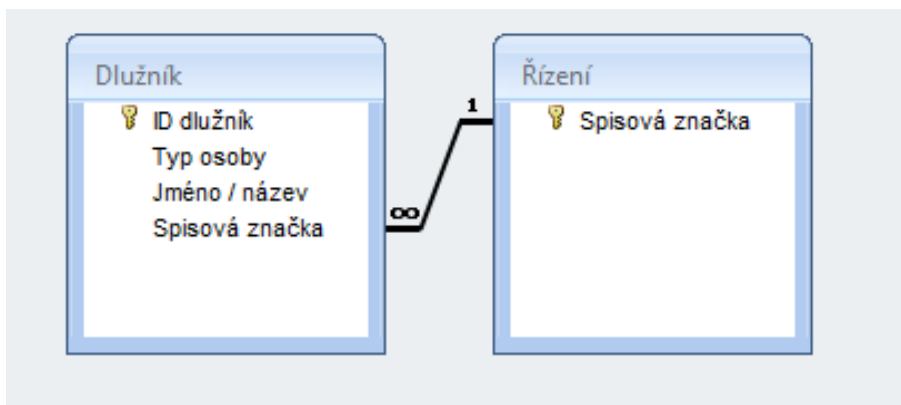 Dlužník
ID dlužník
Typ osoby
Jméno / název
Spisová značka
∞
1
Řízení
Spisová značka